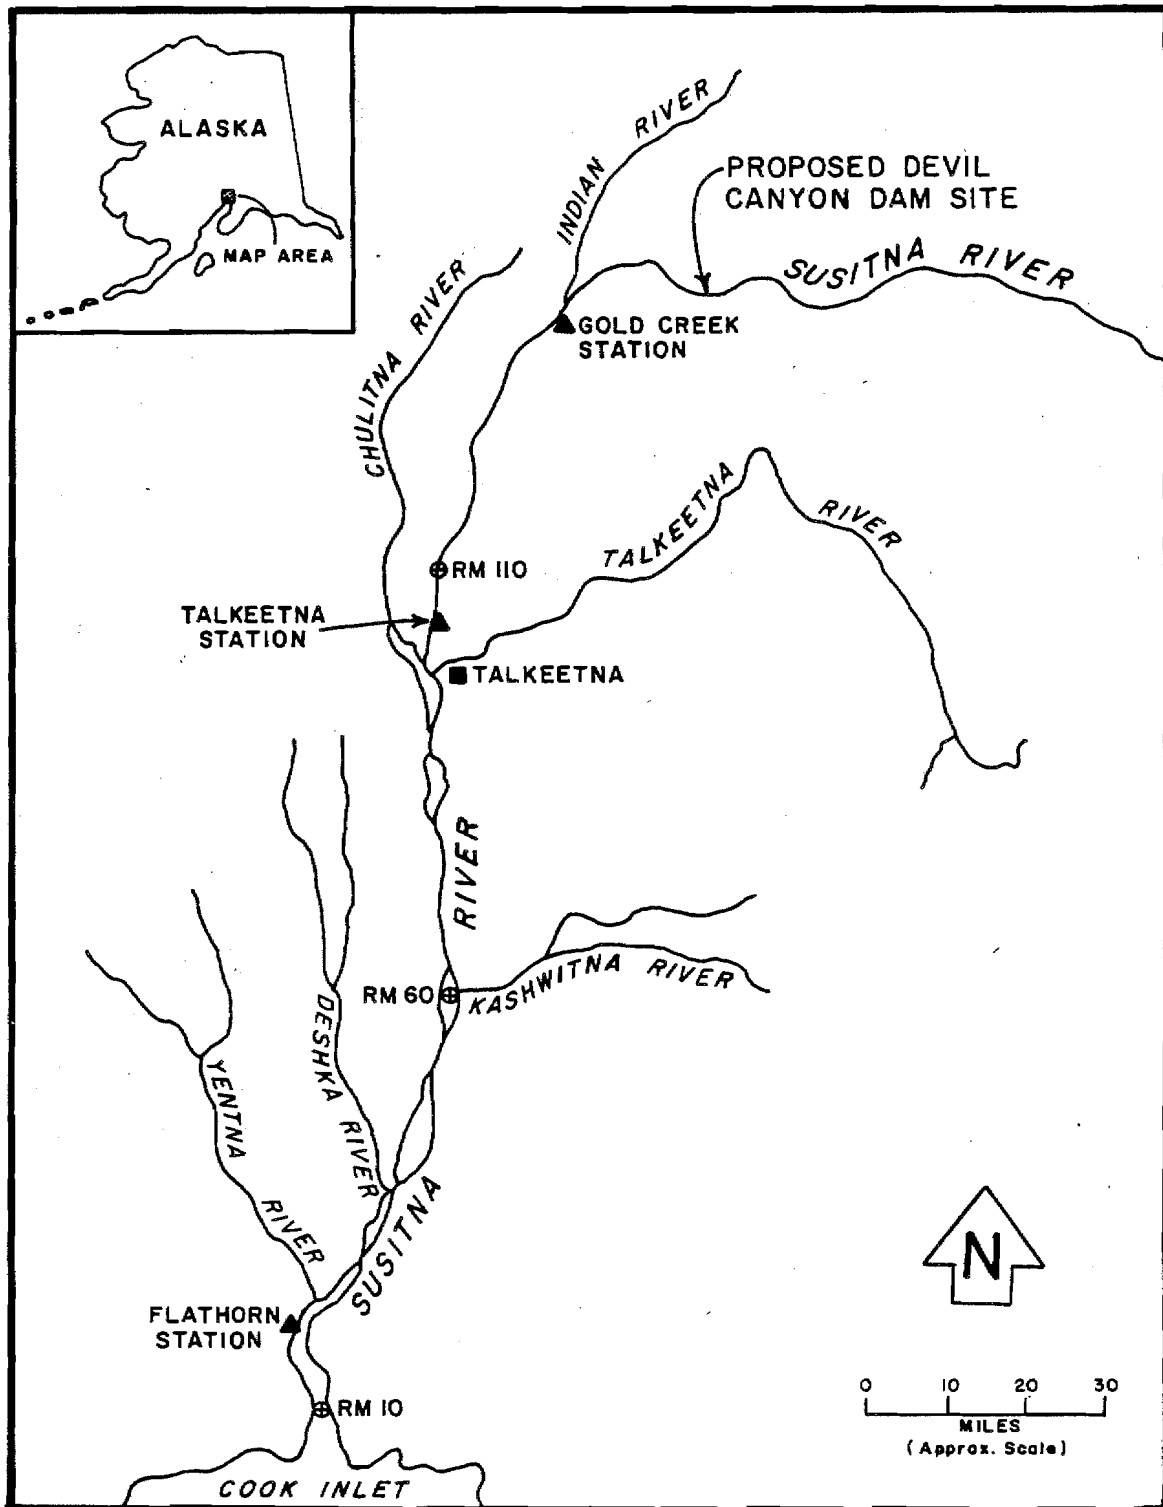 ALASKA
MAP AREA
INDIAN RIVER
PROPOSED DEVIL
CANYON DAM SITE
SUSITNA RIVER
CHULITNA RIVER
GOLD CREEK
STATION
TALKEETNA RIVER
RM 110
TALKEETNA
STATION
TALKEETNA
RIVER
RM 60
KASHWITNA RIVER
DESHKA RIVER
YENTNA RIVER
SUSITNA
FLATHORN
STATION
RM 10
COOK INLET
N
0 10 20 30
MILES
(Approx. Scale)